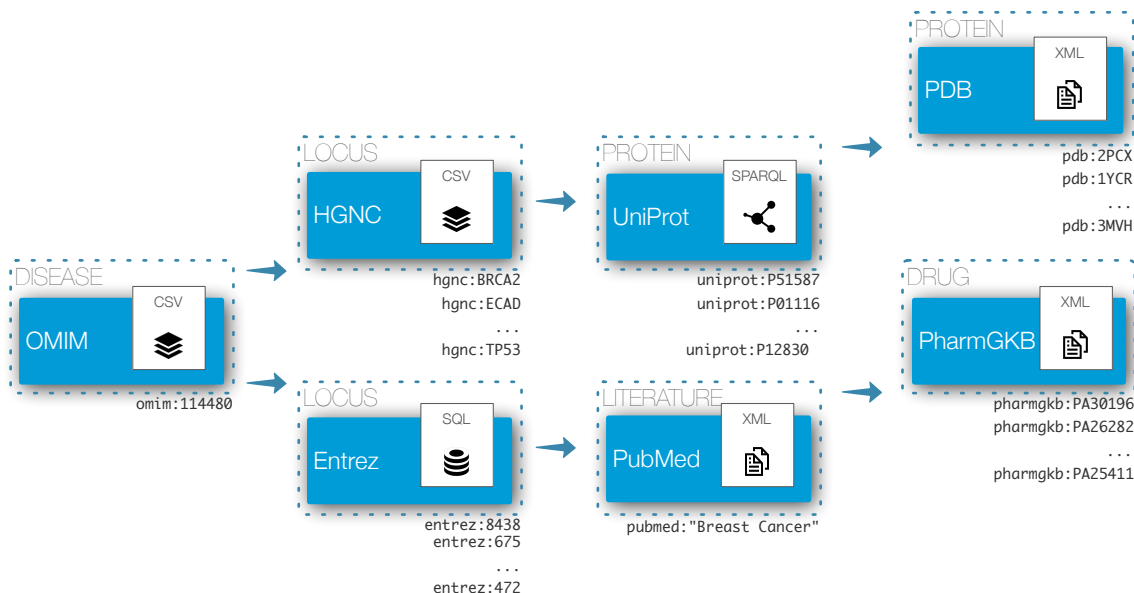 DISEASE
CSV
OMIM
omim:114480
LOCUS
CSV
HGNC
hgnc:BRCA2
hgnc:ECAD
...
hgnc:TP53
LOCUS
SQL
Entrez
entrez:8438
entrez:675
...
entrez:472
PROTEIN
SPARQL
UniProt
uniprot:P51587
uniprot:P01116
...
uniprot:P12830
LITERATURE
XML
PubMed
pubmed:"Breast Cancer"
PROTEIN
XML
PDB
pdb:2PCX
pdb:1YCR
...
pdb:3MVH
DRUG
XML
PharmGKB
pharmgkb:PA30196
pharmgkb:PA26282
...
pharmgkb:PA25411